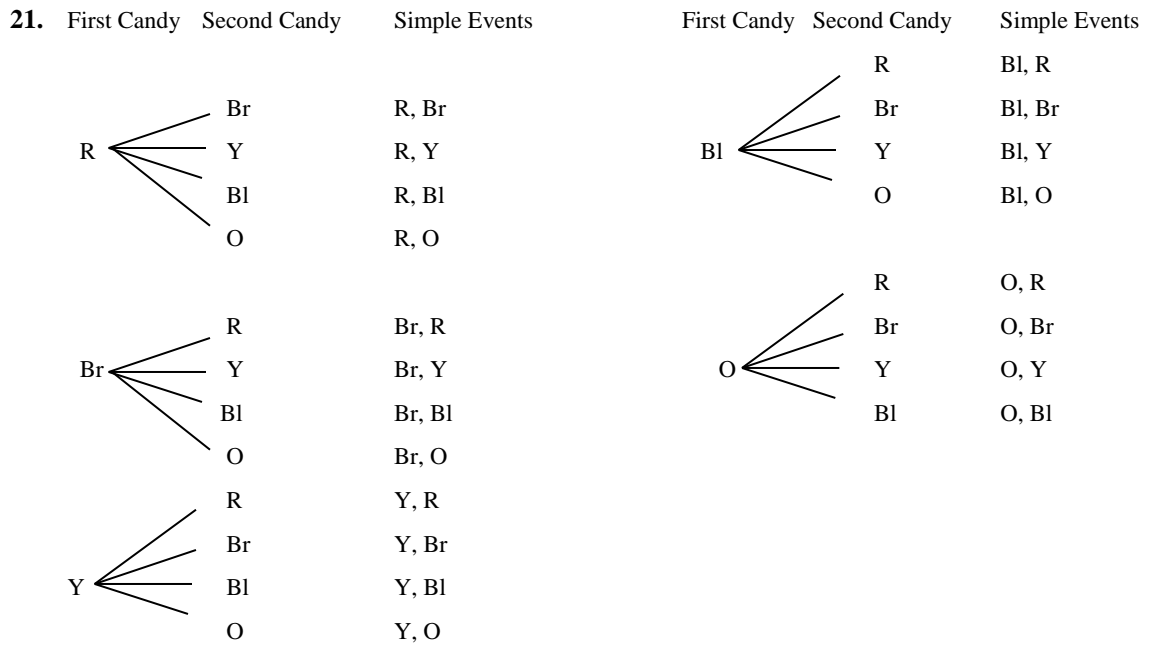 21. First Candy Second Candy Simple Events
R
Br R, Br
Y R, Y
Bl R, Bl
O R, O
Br
R Br, R
Y Br, Y
Bl Br, Bl
O Br, O
Y
R Y, R
Br Y, Br
Bl Y, Bl
O Y, O
First Candy Second Candy Simple Events
Bl
R Bl, R
Br Bl, Br
Y Bl, Y
O Bl, O
O
R O, R
Br O, Br
Y O, Y
Bl O, Bl